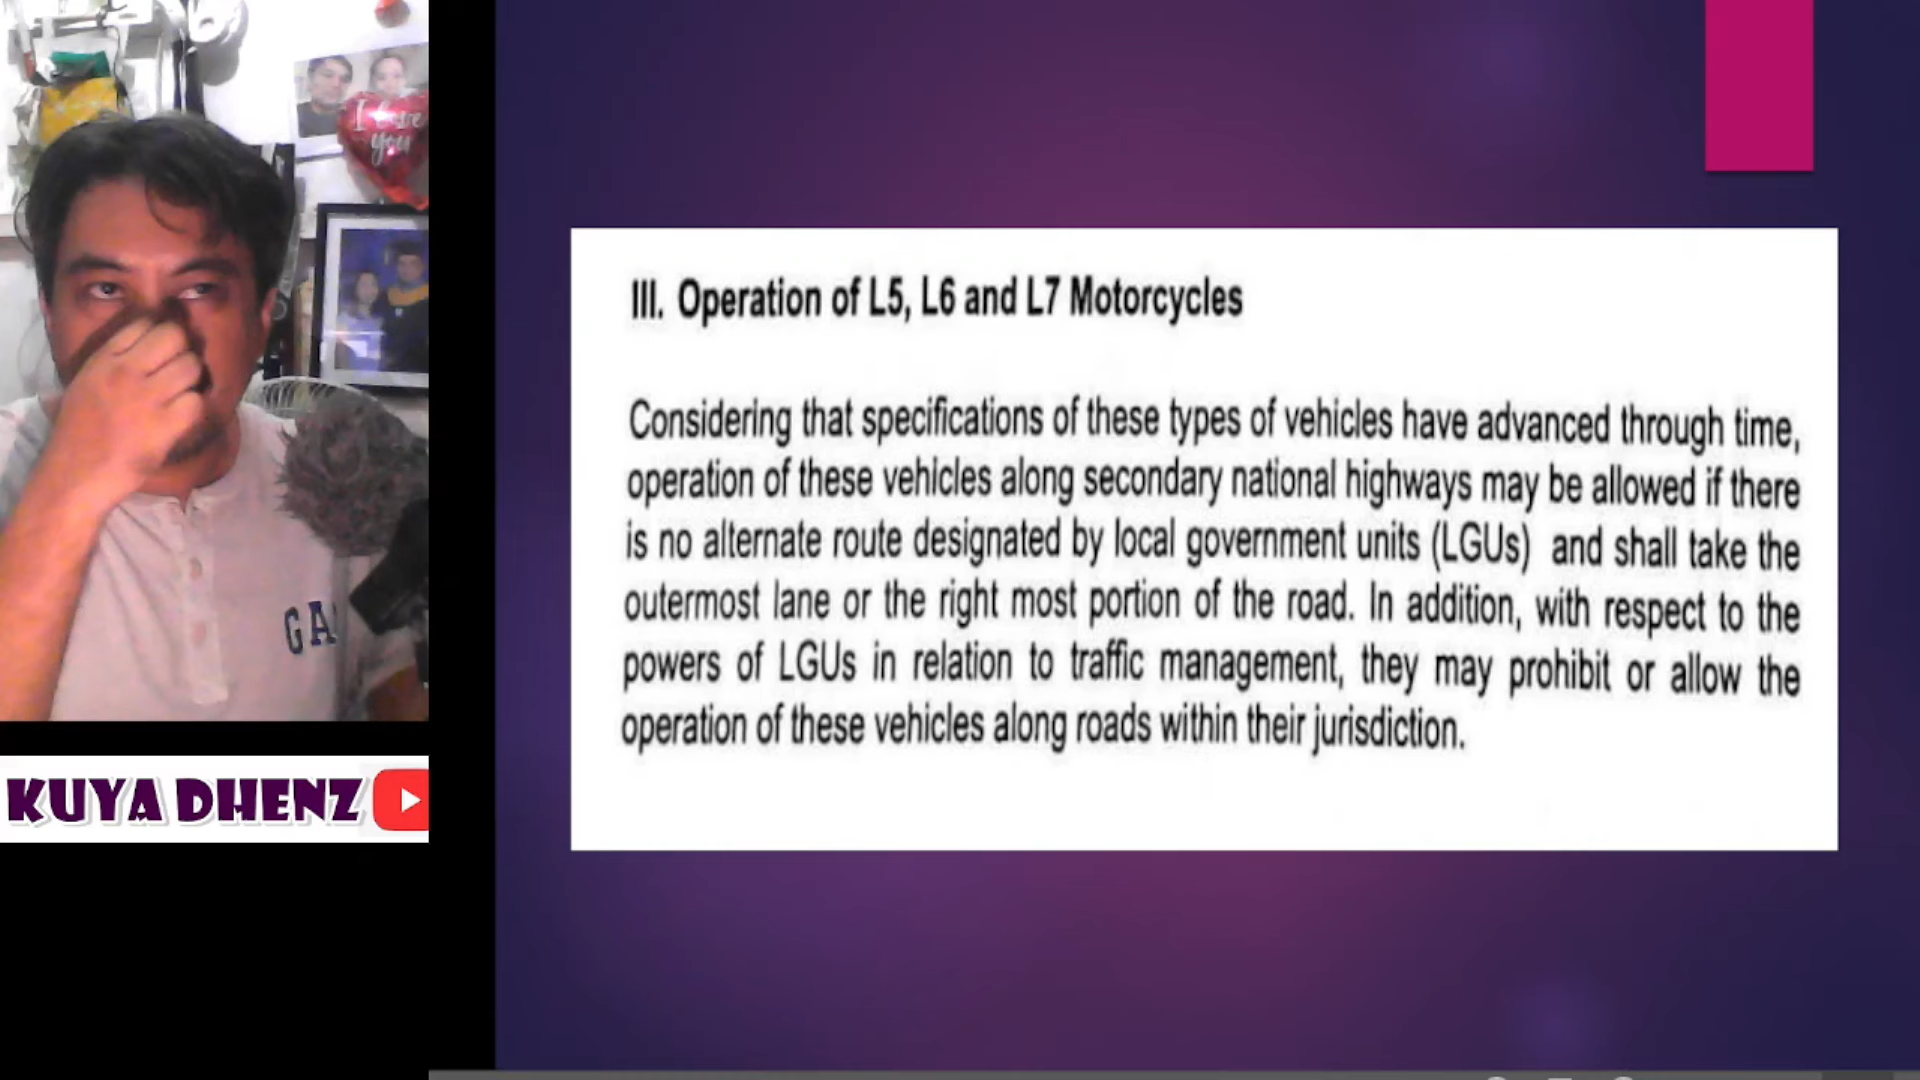 I Love
you
GA
KUYA DHENZ
III. Operation of L5, L6 and L7 Motorcycles
Considering that specifications of these types of vehicles have advanced through time,
operation of these vehicles along secondary national highways may be allowed if there
is no alternate route designated by local government units (LGUs) and shall take the
outermost lane or the right most portion of the road. In addition, with respect to the
powers of LGUs in relation to traffic management, they may prohibit or allow the
operation of these vehicles along roads within their jurisdiction.